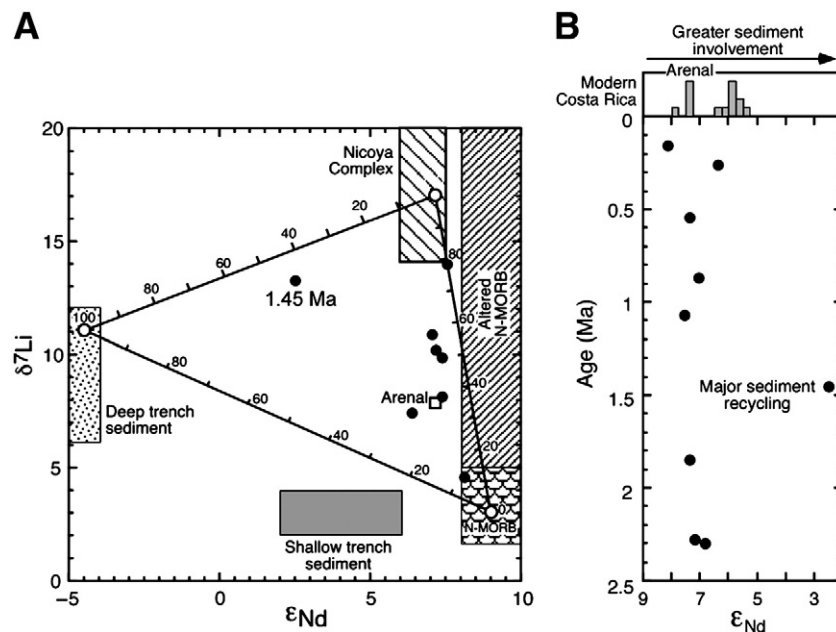 A
δ7Li
20
15
10
5
0
-5
0
5
10
εNd
Nicoya
Complex
20
40
60
80
1.45 Ma
100
80
60
40
20
80
60
40
20
0
Altered
N-MORB
Arenal
Deep trench
sediment
Shallow trench
sediment
N-MORB
B
Greater sediment
involvement
Modern
Costa Rica
Arenal
0
0.5
1
1.5
2
2.5
Age (Ma)
Major sediment
recycling
9
7
5
3
εNd